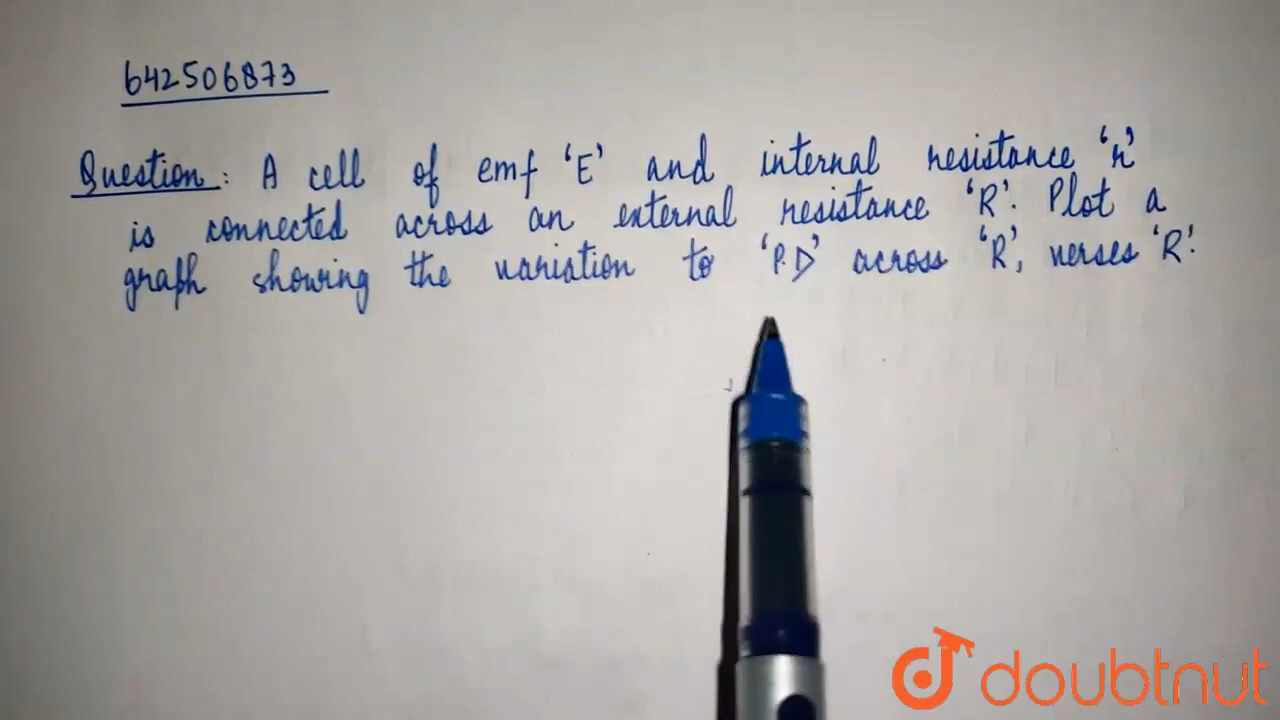 642506873
Question: A cell of emf 'E' and internal resistance 'r'
is connected across an external resistance 'R'. Plot a
graph showing the variation to 'P.D' across 'R', verses 'R'.
doubtnut